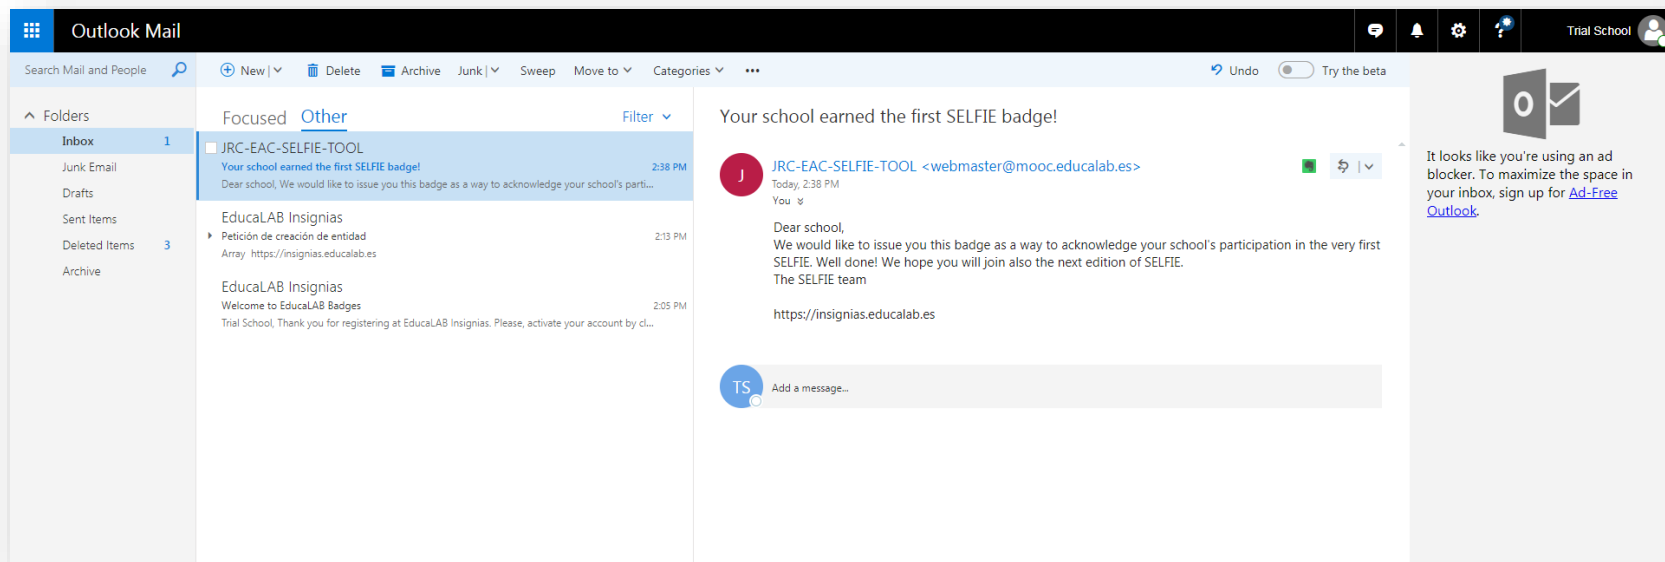 Outlook Mail
Trial School
Search Mail and People
New
Delete
Archive
Junk
Sweep
Move to
Categories
Undo
Try the beta
Folders
Inbox 1
Junk Email
Drafts
Sent Items
Deleted Items 3
Archive
Focused Other
Filter
JRC-EAC-SELFIE-TOOL
Your school earned the first SELFIE badge! 2:38 PM
Dear school, We would like to issue you this badge as a way to acknowledge your school's parti...
EducaLAB Insignias
Petición de creación de entidad 2:13 PM
Array https://insignias.educalab.es
EducaLAB Insignias
Welcome to EducaLAB Badges 2:05 PM
Trial School, Thank you for registering at EducaLAB Insignias. Please, activate your account by cl...
Your school earned the first SELFIE badge!
J
JRC-EAC-SELFIE-TOOL <webmaster@mooc.educalab.es>
Today, 2:38 PM
You
Dear school,
We would like to issue you this badge as a way to acknowledge your school's participation in the very first
SELFIE. Well done! We hope you will join also the next edition of SELFIE.
The SELFIE team
https://insignias.educalab.es
TS
Add a message...
It looks like you're using an ad
blocker. To maximize the space in
your inbox, sign up for Ad-Free
Outlook.